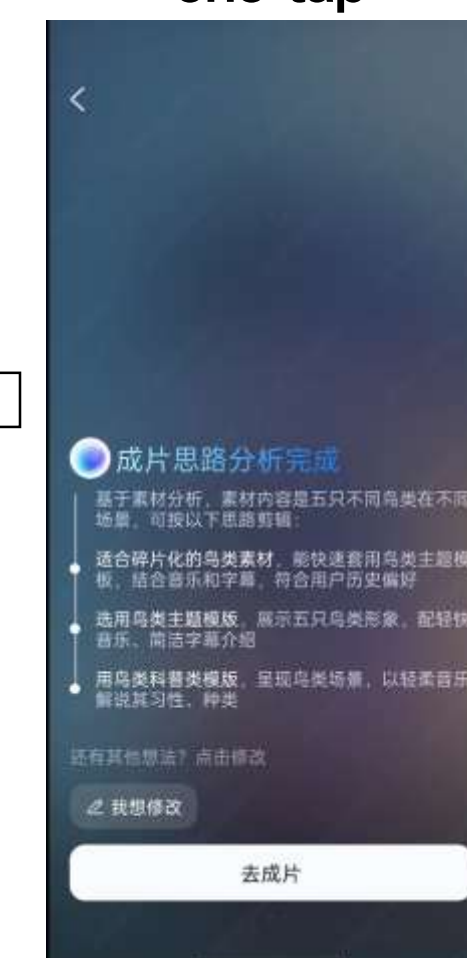 one-tap
成片思路分析完成
基于素材分析，素材内容是五只不同鸟类在不同
场景，可按以下思路剪辑：
适合碎片化的鸟类素材，能快速套用鸟类主题模
板，结合音乐和字幕，符合用户历史偏好
选用鸟类主题模版，展示五只鸟类形象，配轻快
音乐、简洁字幕介绍
用鸟类科普类模版，呈现鸟类场景，以轻柔音乐
解说其习性、种类
还有其他想法？点击修改
我想修改
去成片